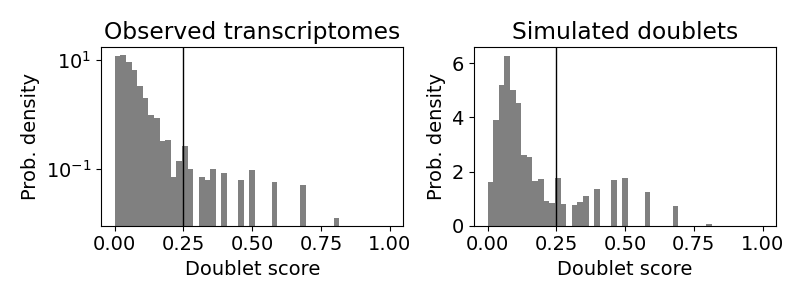 Observed transcriptomes
Prob. density
10¹
10⁻¹
0.00 0.25 0.50 0.75 1.00
Doublet score
Simulated doublets
Prob. density
6
4
2
0
0.00 0.25 0.50 0.75 1.00
Doublet score